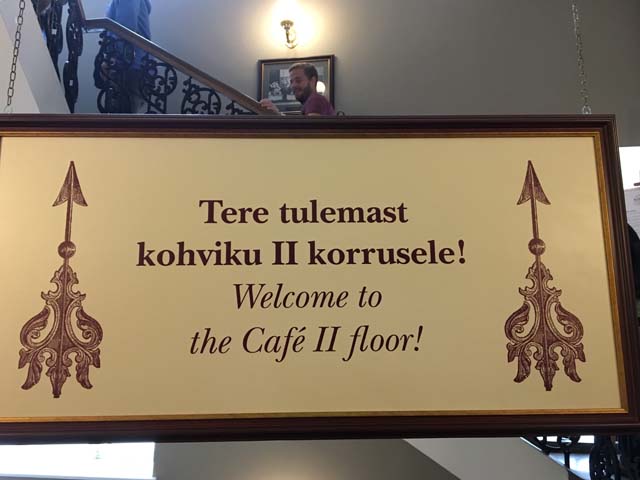 Tere tulemast
kohviku II korrusele!
Welcome to
the Café II floor!